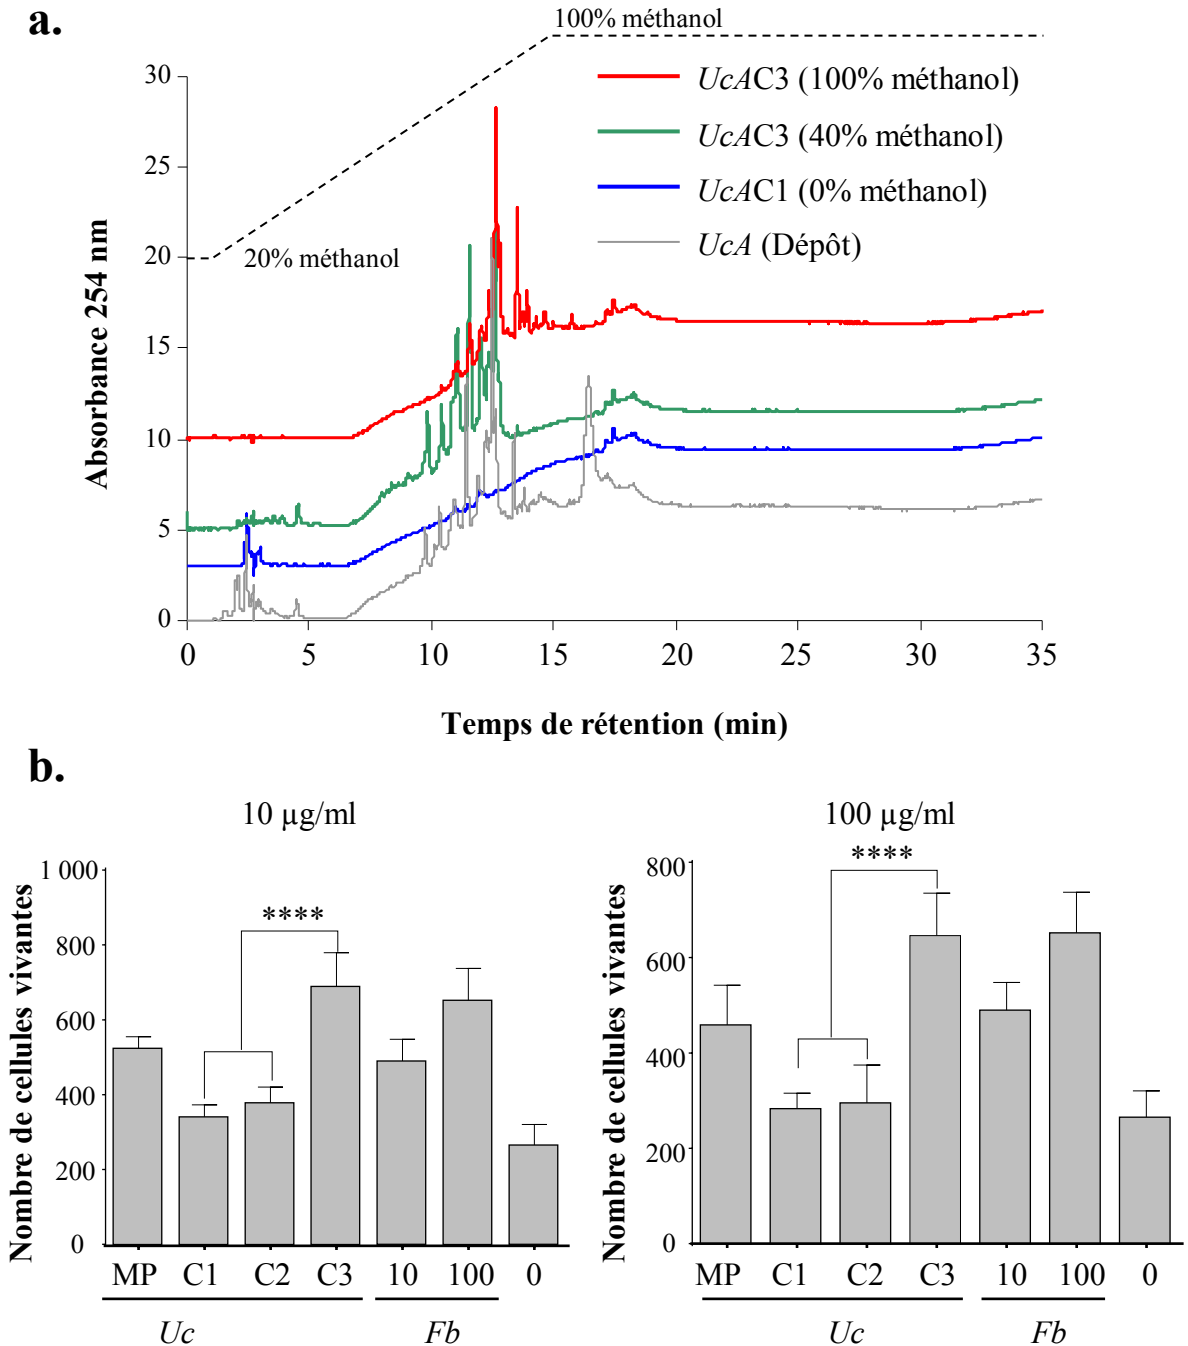 a.
100% méthanol
20% méthanol
UcAC3 (100% méthanol)
UcAC3 (40% méthanol)
UcAC1 (0% méthanol)
UcA (Dépôt)
Absorbance 254 nm
30
25
20
15
10
5
0
0 5 10 15 20 25 30 35
Temps de rétention (min)
b.
10 µg/ml
Nombre de cellules vivantes
1 000
800
600
400
200
0
****
MP C1 C2 C3 10 100 0
Uc Fb
100 µg/ml
Nombre de cellules vivantes
800
600
400
200
0
****
MP C1 C2 C3 10 100 0
Uc Fb